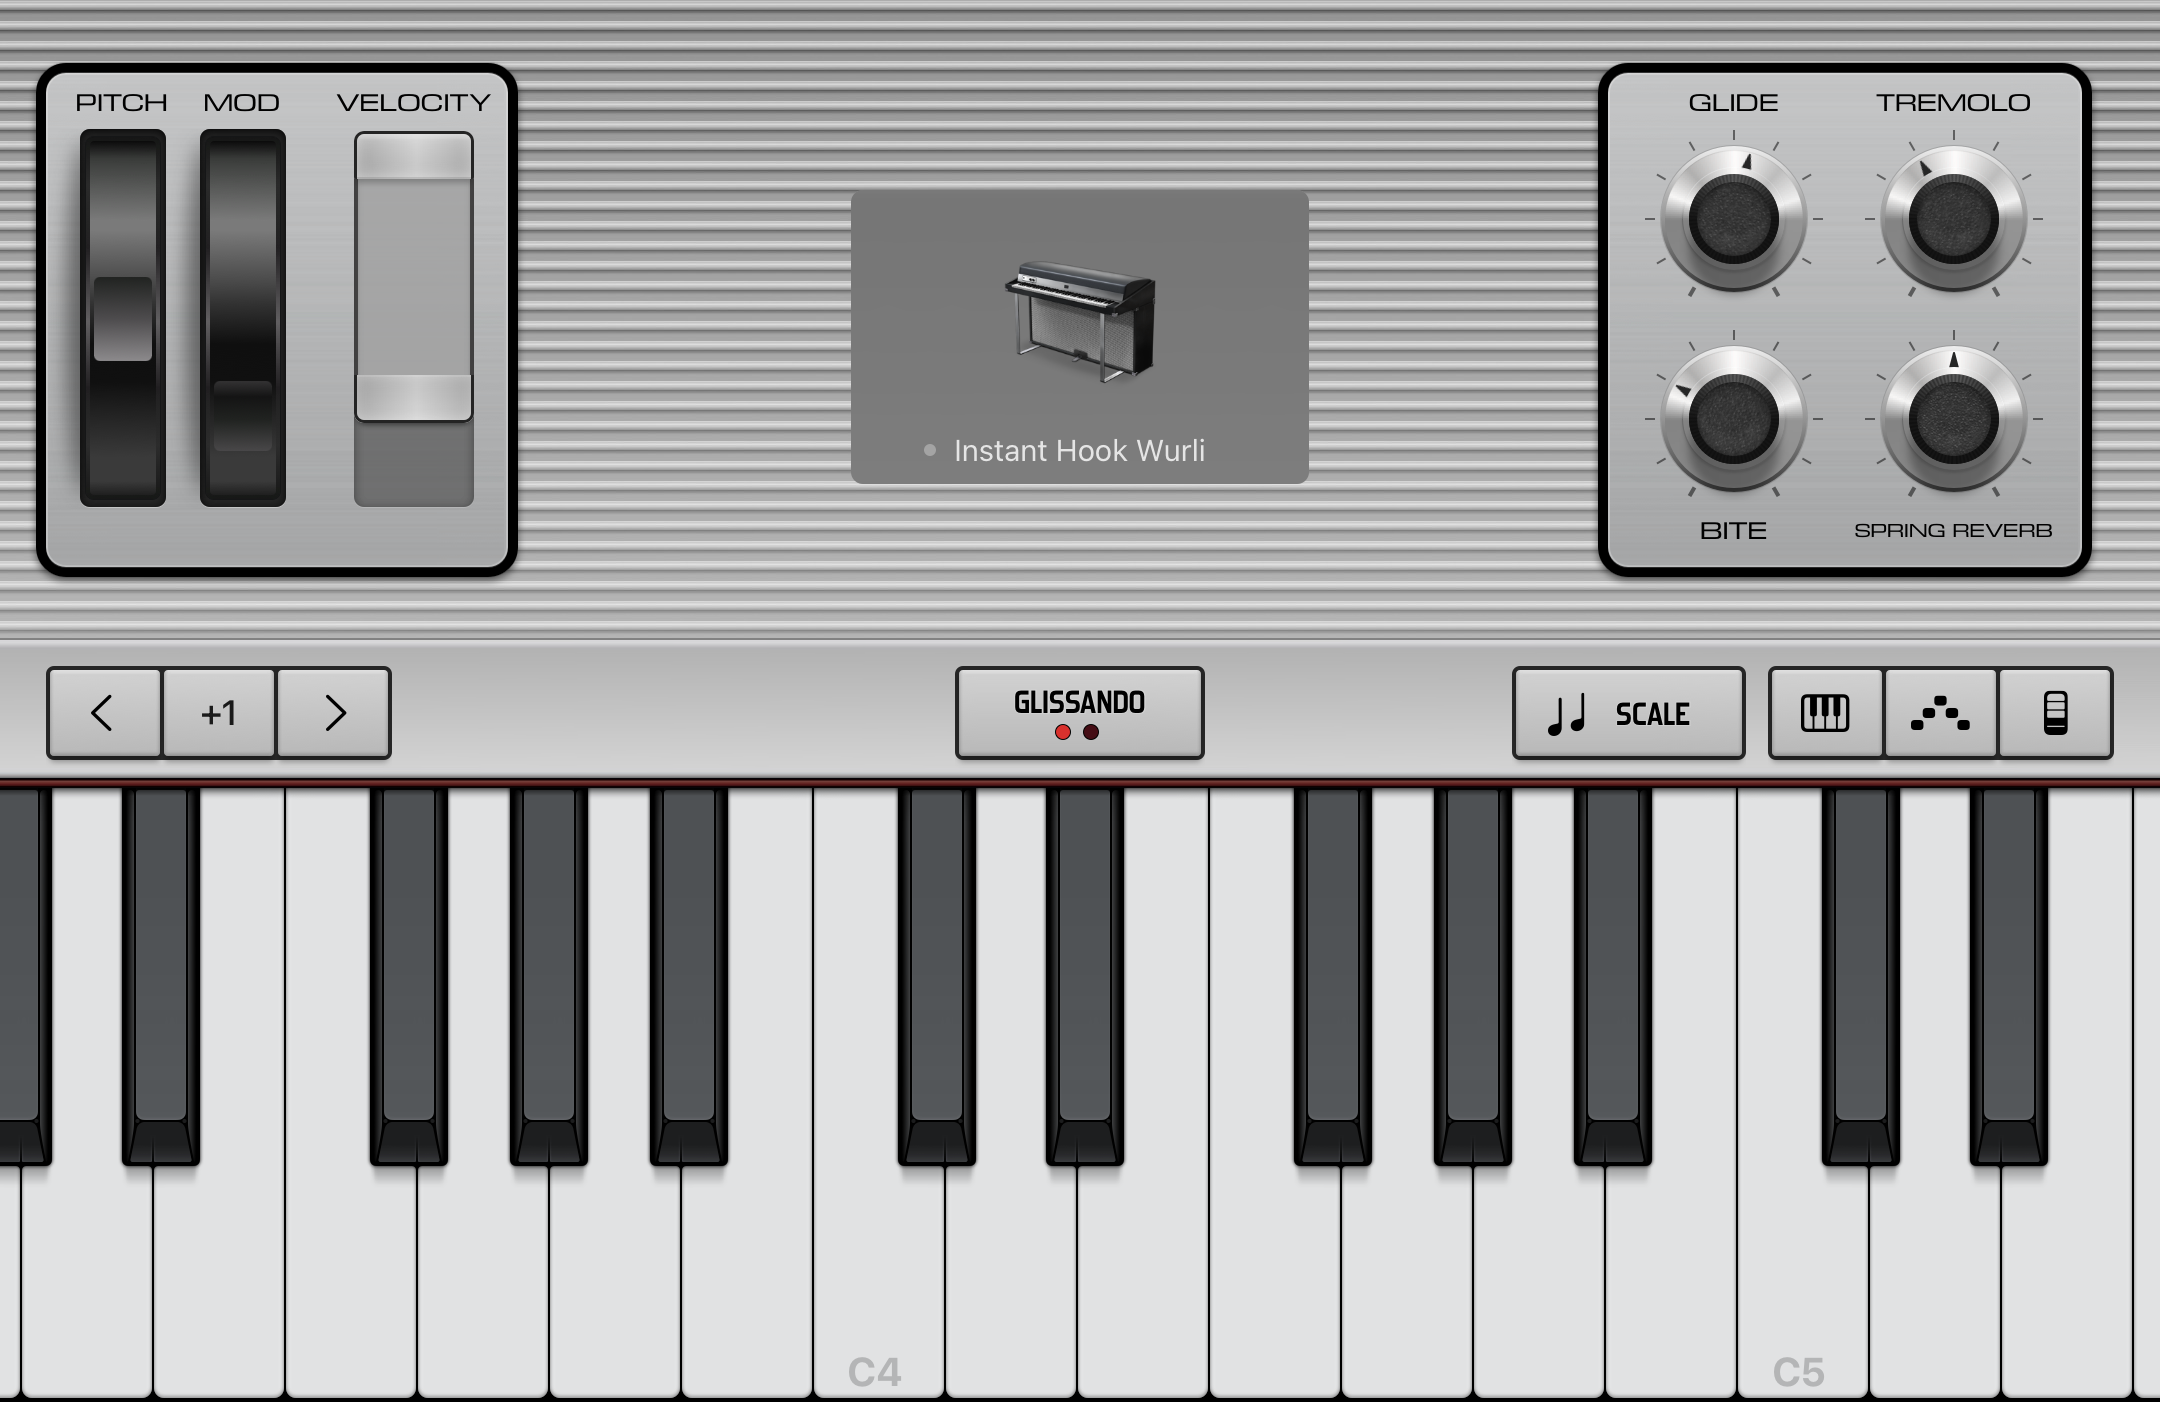 PITCH MOD VELOCITY
GLIDE TREMOLO
Instant Hook Wurli
BITE SPRING REVERB
+1
GLISSANDO
SCALE
C4 C5